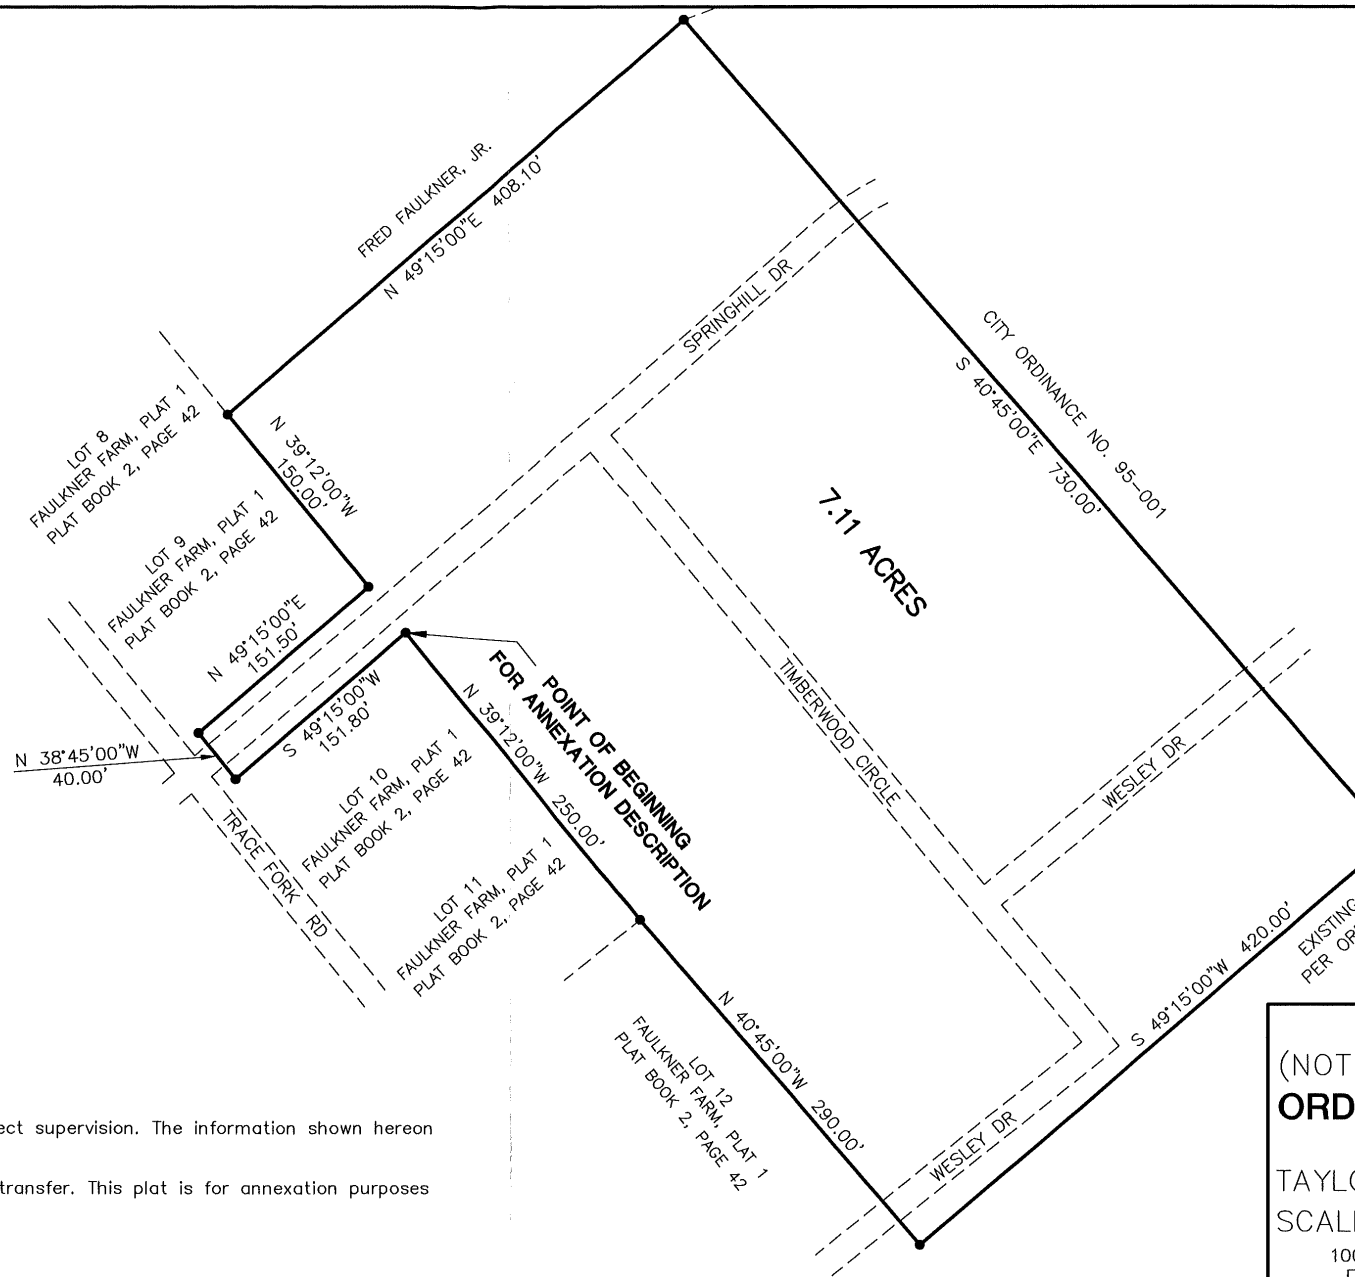 FRED FAULKNER, JR.
N 49°15'00"E 408.10'
SPRINGHILL DR
CITY ORDINANCE NO. 95-001
S 40°45'00"E 730.00'
LOT 8
FAULKNER FARM, PLAT 1
PLAT BOOK 2, PAGE 42
N 39°12'00"W
150.00'
LOT 9
FAULKNER FARM, PLAT 1
PLAT BOOK 2, PAGE 42
7.11 ACRES
N 49°15'00"E
151.50'
POINT OF BEGINNING
FOR ANNEXATION DESCRIPTION
S 49°15'00"W
151.80'
N 38°45'00"W
40.00'
N 39°12'00"W 250.00'
TIMBERWOOD CIRCLE
WESLEY DR
LOT 10
FAULKNER FARM, PLAT 1
PLAT BOOK 2, PAGE 42
TRACE FORK RD
LOT 11
FAULKNER FARM, PLAT 1
PLAT BOOK 2, PAGE 42
S 49°15'00"W 420.00'
EXISTING
PER OR
N 40°45'00"W 290.00'
LOT 12
FAULKNER FARM, PLAT 1
PLAT BOOK 2, PAGE 42
WESLEY DR
ect supervision. The information shown hereon
transfer. This plat is for annexation purposes
(NOT
ORD
TAYLO
SCAL
100